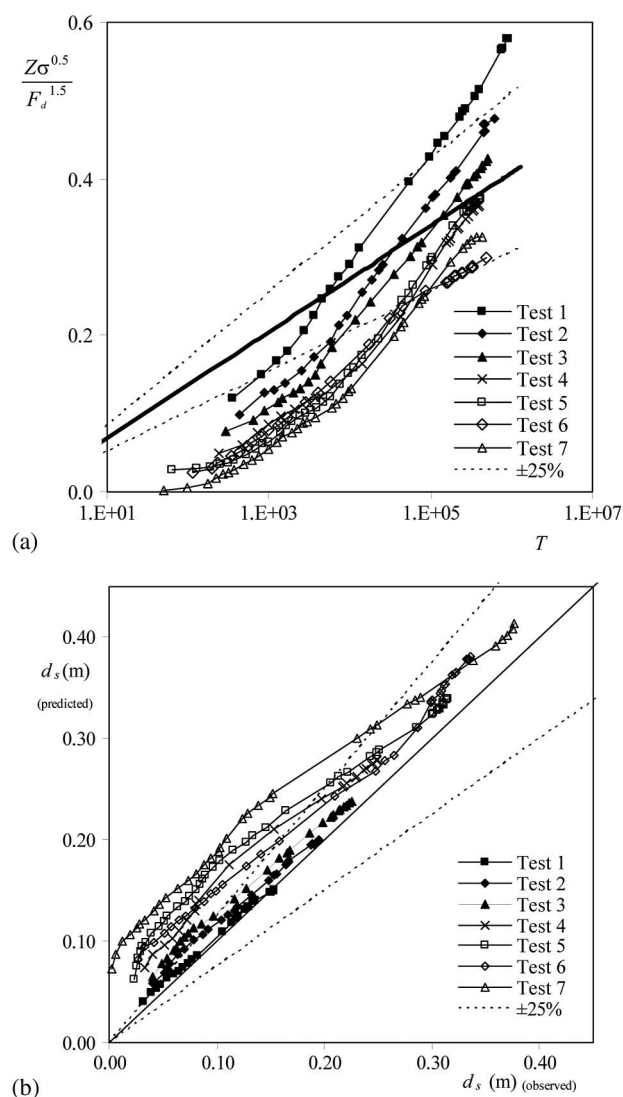 0.6
Zσ^0.5
F_d^1.5
0.4
0.2
0.0
Test 1
Test 2
Test 3
Test 4
Test 5
Test 6
Test 7
±25%
1.E+01 1.E+03 1.E+05 1.E+07
(a) T
0.40
d_s (m)
(predicted)
0.30
0.20
0.10
0.00
Test 1
Test 2
Test 3
Test 4
Test 5
Test 6
Test 7
±25%
0.00 0.10 0.20 0.30 0.40
(b) d_s (m) (observed)